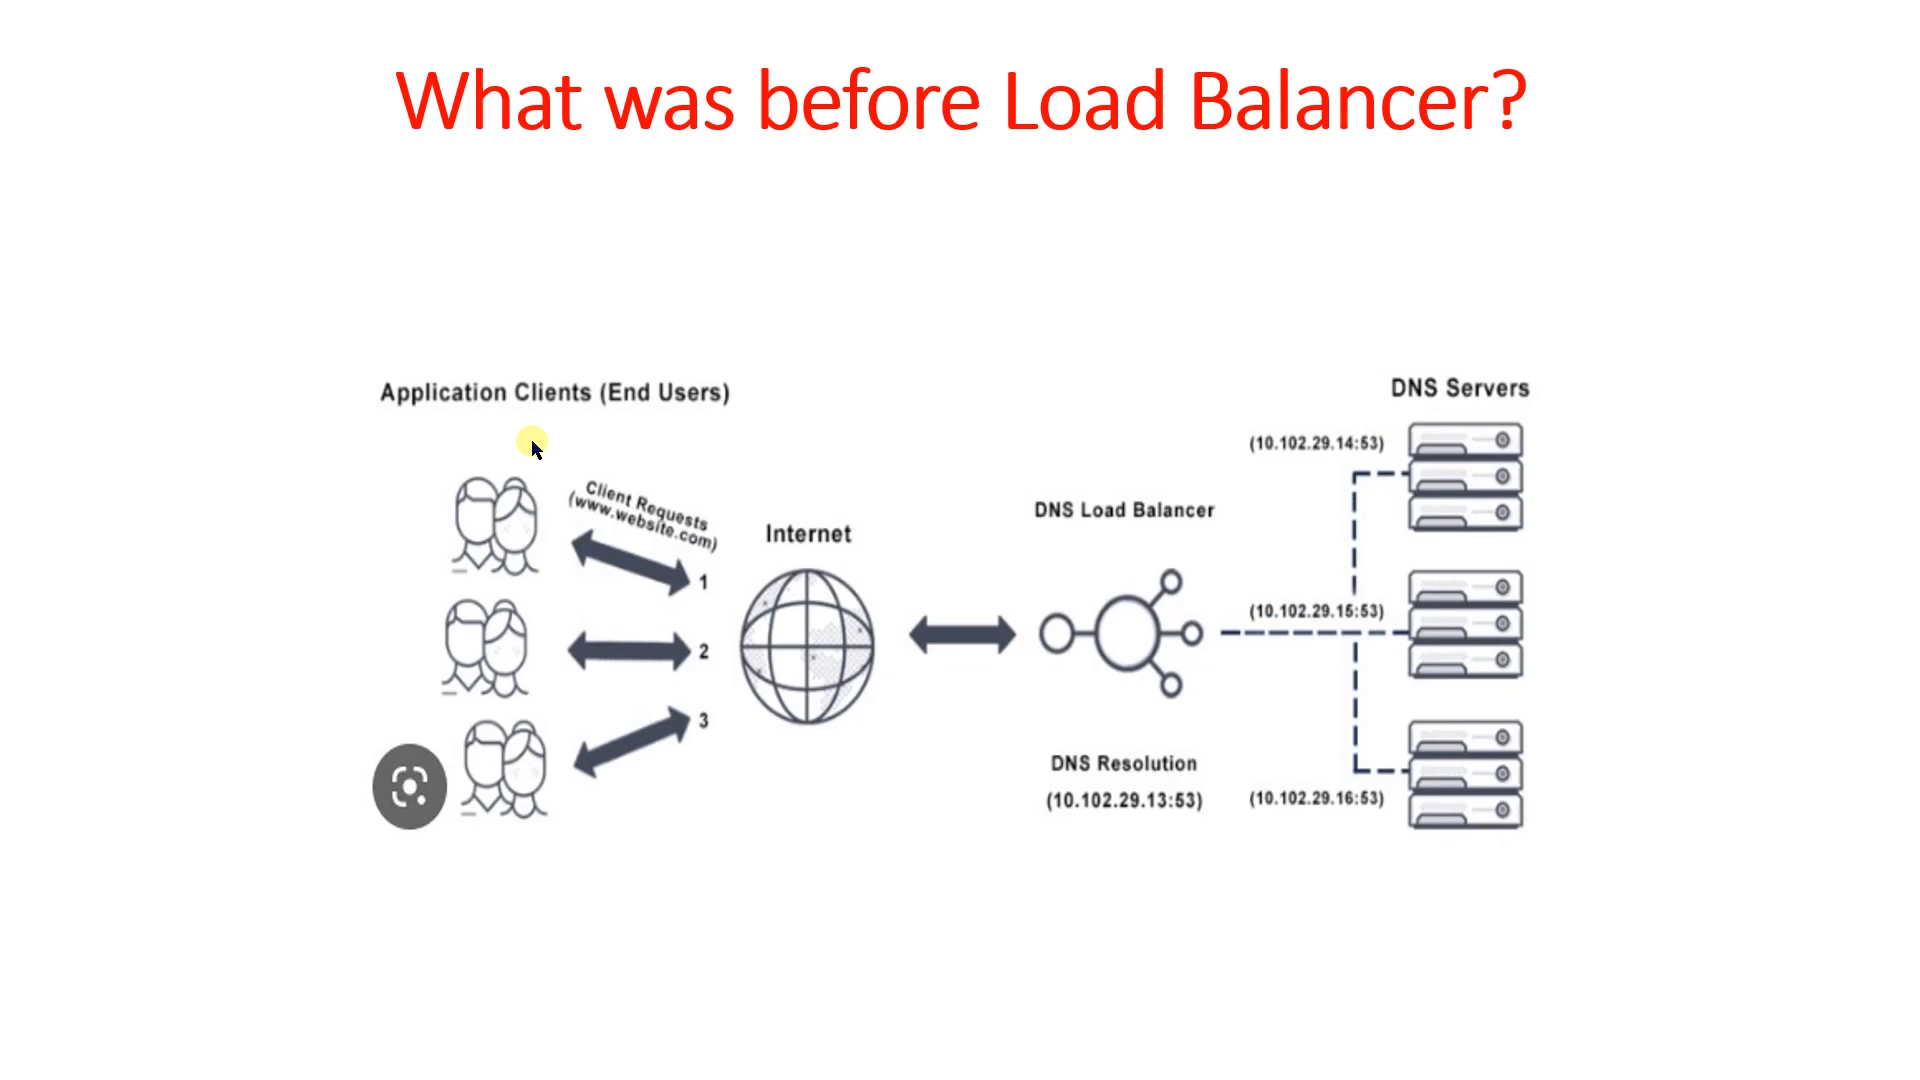 What was before Load Balancer?
Application Clients (End Users)
DNS Servers
(10.102.29.14:53)
Client Requests
(www.website.com)
DNS Load Balancer
Internet
1
(10.102.29.15:53)
2
3
DNS Resolution
(10.102.29.13:53)
(10.102.29.16:53)